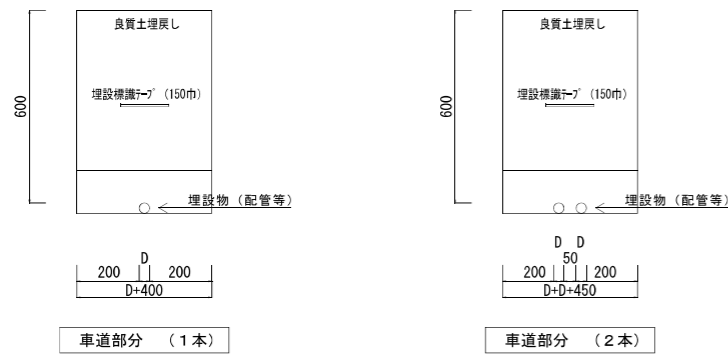 良質土埋戻し
埋設標識ﾃｰﾌﾟ（150巾）
600
埋設物（配管等）
D
200 200
D+400
車道部分 （１本）
良質土埋戻し
埋設標識ﾃｰﾌﾟ（150巾）
600
埋設物（配管等）
D D
50
200 200
D+D+450
車道部分 （２本）